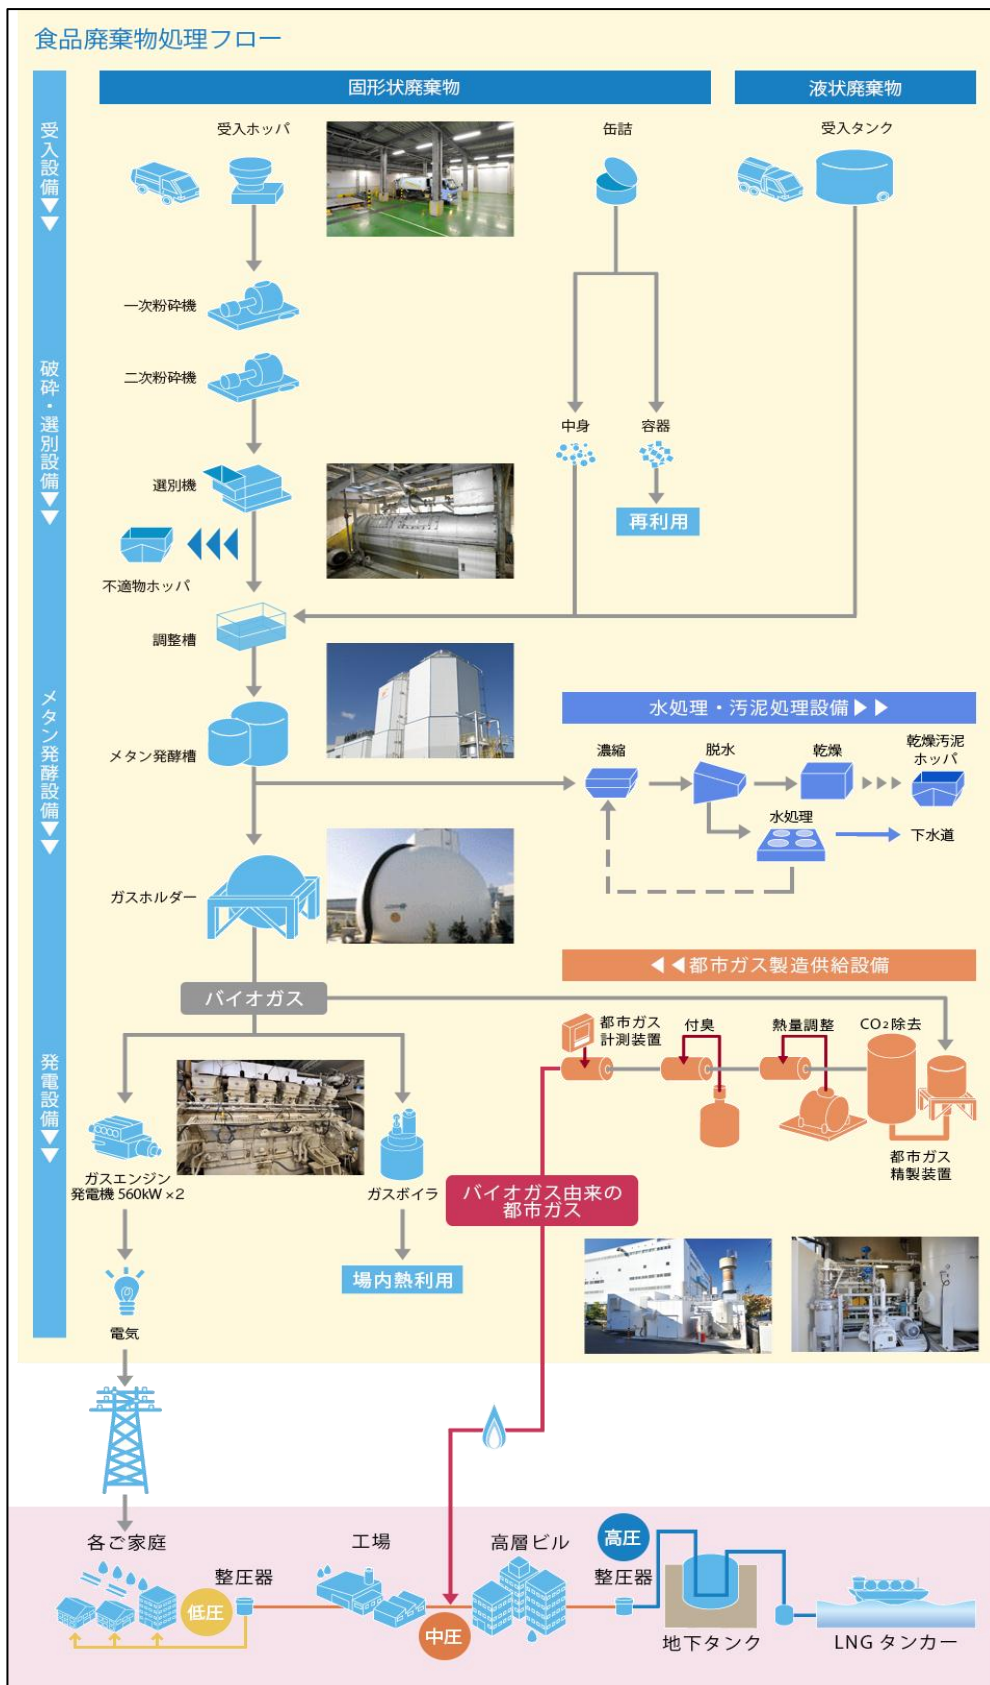 食品廃棄物処理フロー
固形状廃棄物
液状廃棄物
受入設備▼▼
受入ホッパ
缶詰
受入タンク
一次粉砕機
破砕・選別設備▼▼
二次粉砕機
中身
容器
選別機
再利用
不適物ホッパ
調整槽
メタン発酵設備▼▼
メタン発酵槽
水処理・汚泥処理設備▶▶
濃縮
脱水
乾燥
乾燥汚泥
ホッパ
水処理
下水道
ガスホルダー
◀◀都市ガス製造供給設備
バイオガス
都市ガス
計測装置
付臭
熱量調整
CO2除去
発電設備▼▼
都市ガス
精製装置
ガスエンジン
発電機 560kW×2
ガスボイラ
バイオガス由来の
都市ガス
場内熱利用
電気
各ご家庭
工場
高層ビル
高圧
整圧器
整圧器
低圧
中圧
地下タンク
LNG タンカー